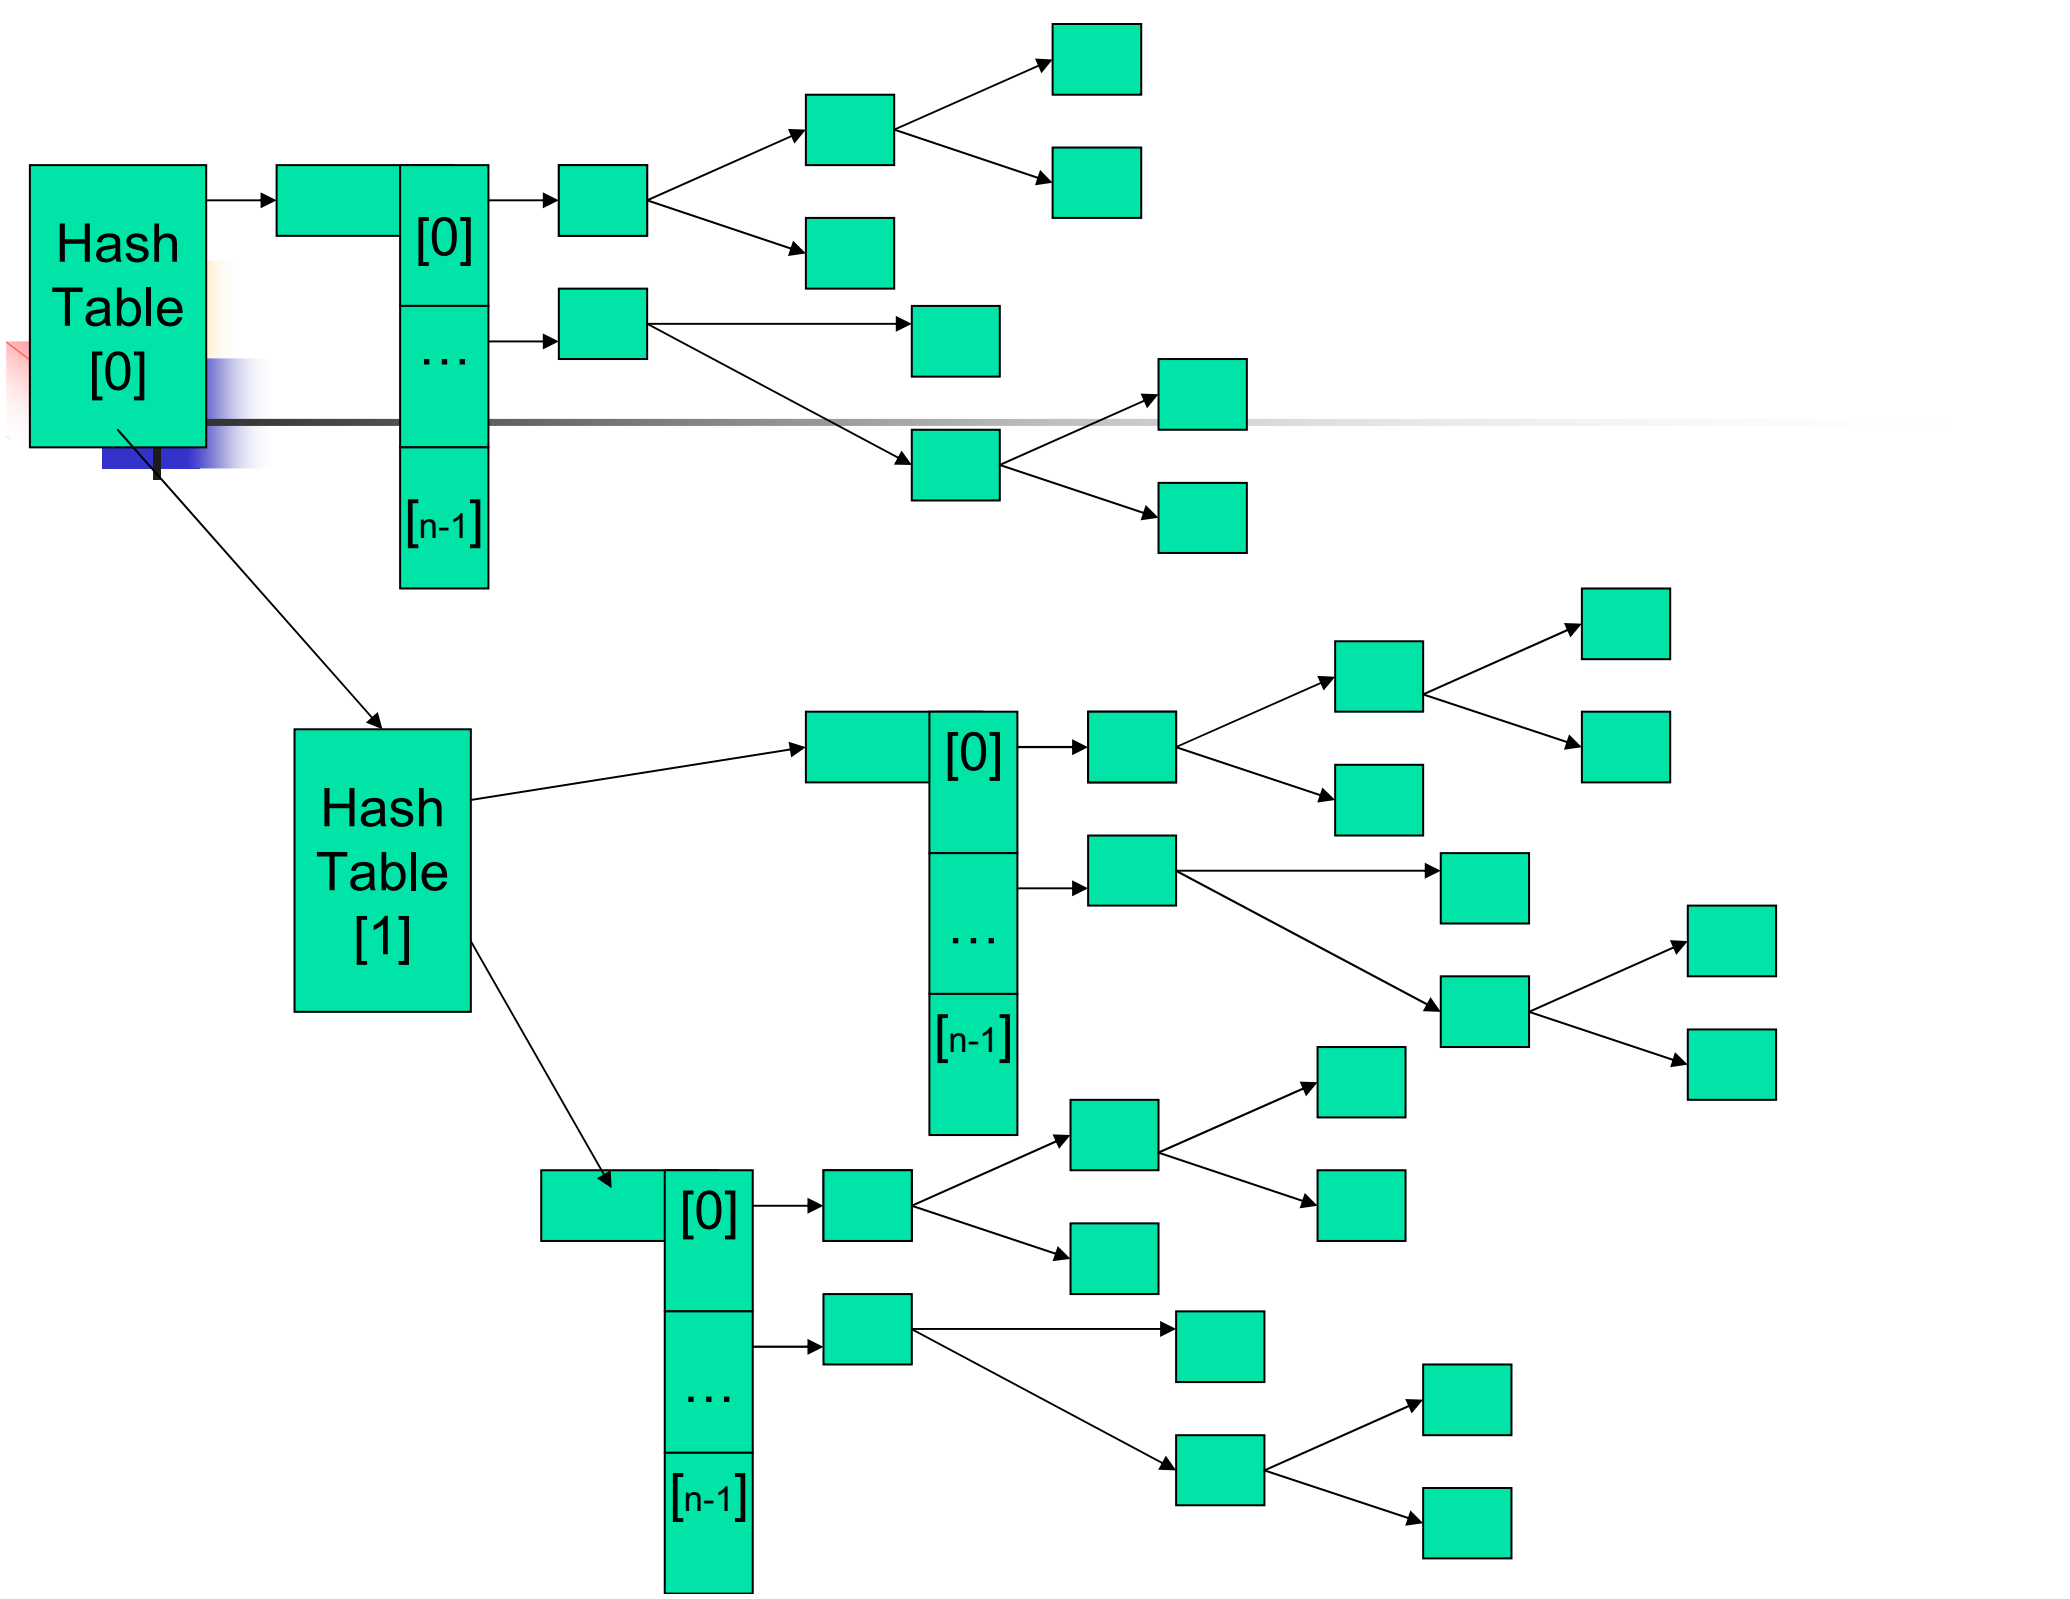 Hash
Table
[0]
[0]
...
[n-1]
Hash
Table
[1]
[0]
...
[n-1]
[0]
...
[n-1]